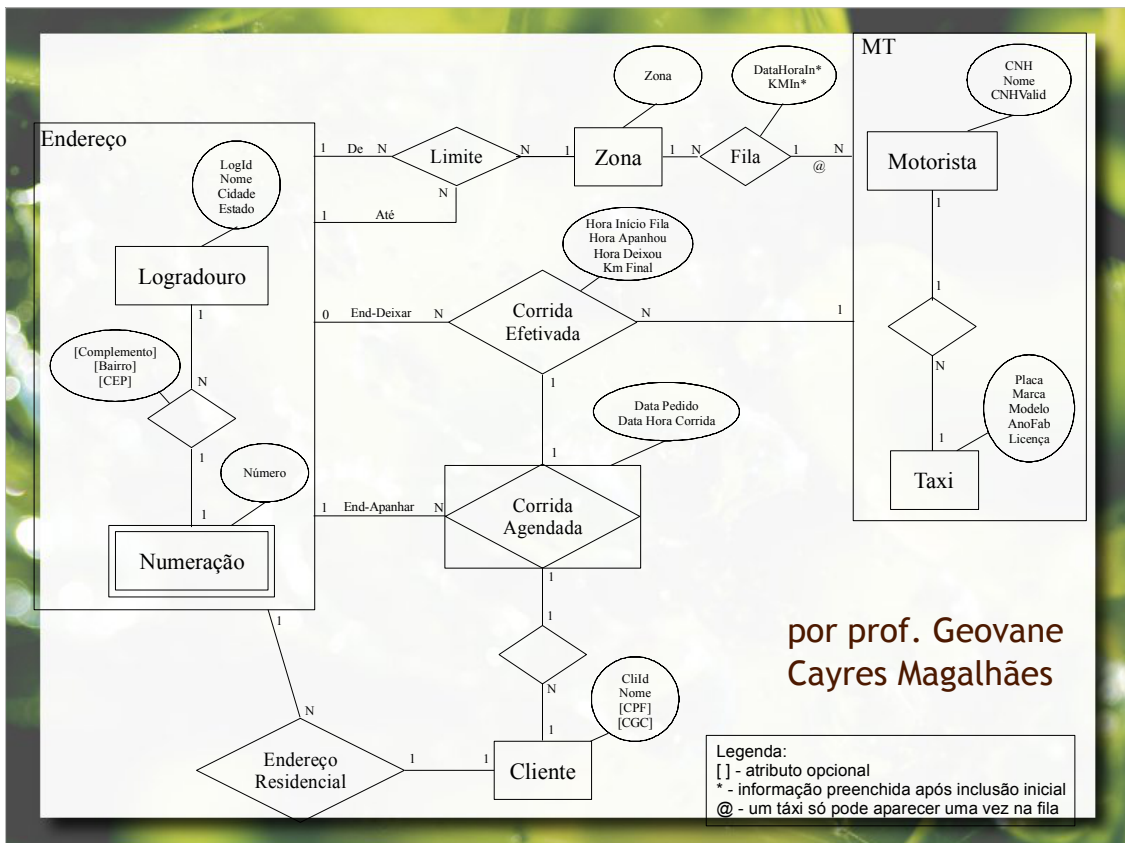 MT
CNH
Nome
CNHValid
Motorista
1
1
N
1
Placa
Marca
Modelo
AnoFab
Licença
Taxi
Zona
DataHoraIn*
KMIn*
1 De N
Limite
N 1
Zona
1 N
Fila
1 N
@
N
1 Até
Endereço
LogId
Nome
Cidade
Estado
Logradouro
1
N
[Complemento]
[Bairro]
[CEP]
1
1
Número
Numeração
Hora Início Fila
Hora Apanhou
Hora Deixou
Km Final
0 End-Deixar N
Corrida
Efetivada
N 1
1
1
Data Pedido
Data Hora Corrida
1 End-Apanhar N
Corrida
Agendada
1
1
N
1
CliId
Nome
[CPF]
[CGC]
Cliente
1
N
Endereço
Residencial
1 1
por prof. Geovane
Cayres Magalhães
Legenda:
[ ] - atributo opcional
* - informação preenchida após inclusão inicial
@ - um táxi só pode aparecer uma vez na fila